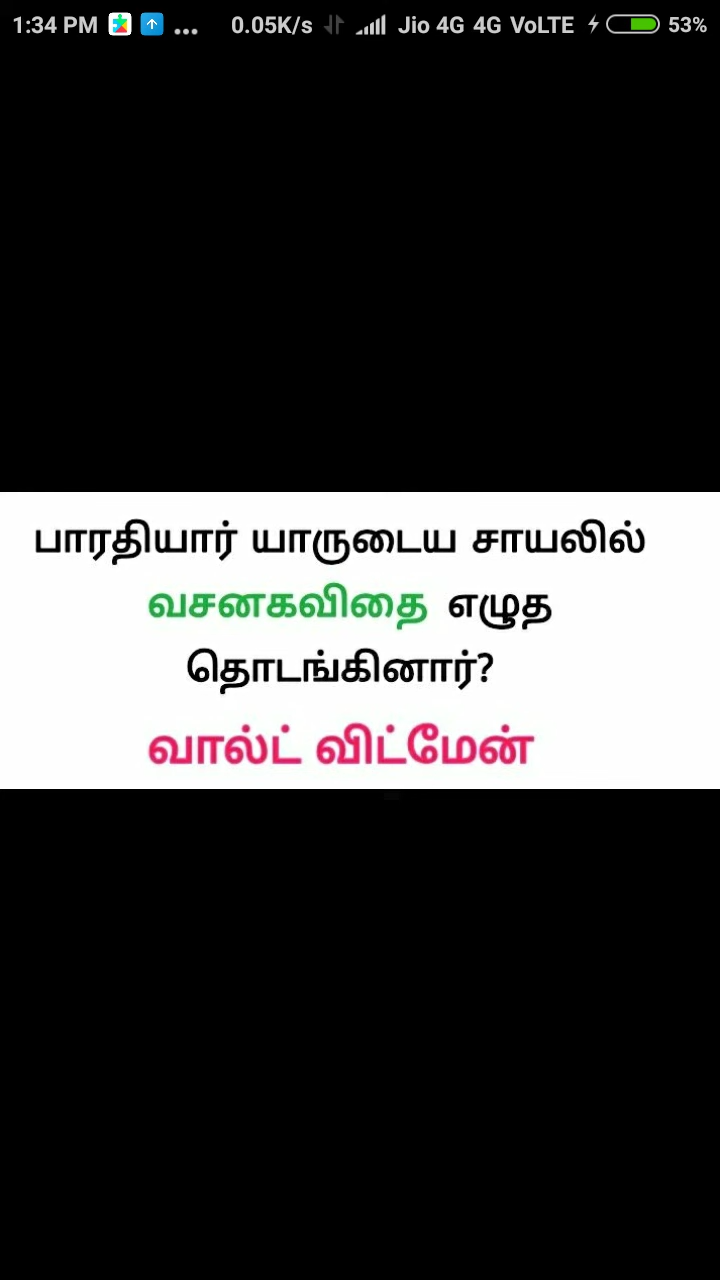 1:34 PM ... 0.05K/s Jio 4G 4G VoLTE 53%
பாரதியார் யாருடைய சாயலில்
வசனகவிதை எழுத
தொடங்கினார்?
வால்ட் விட்மேன்